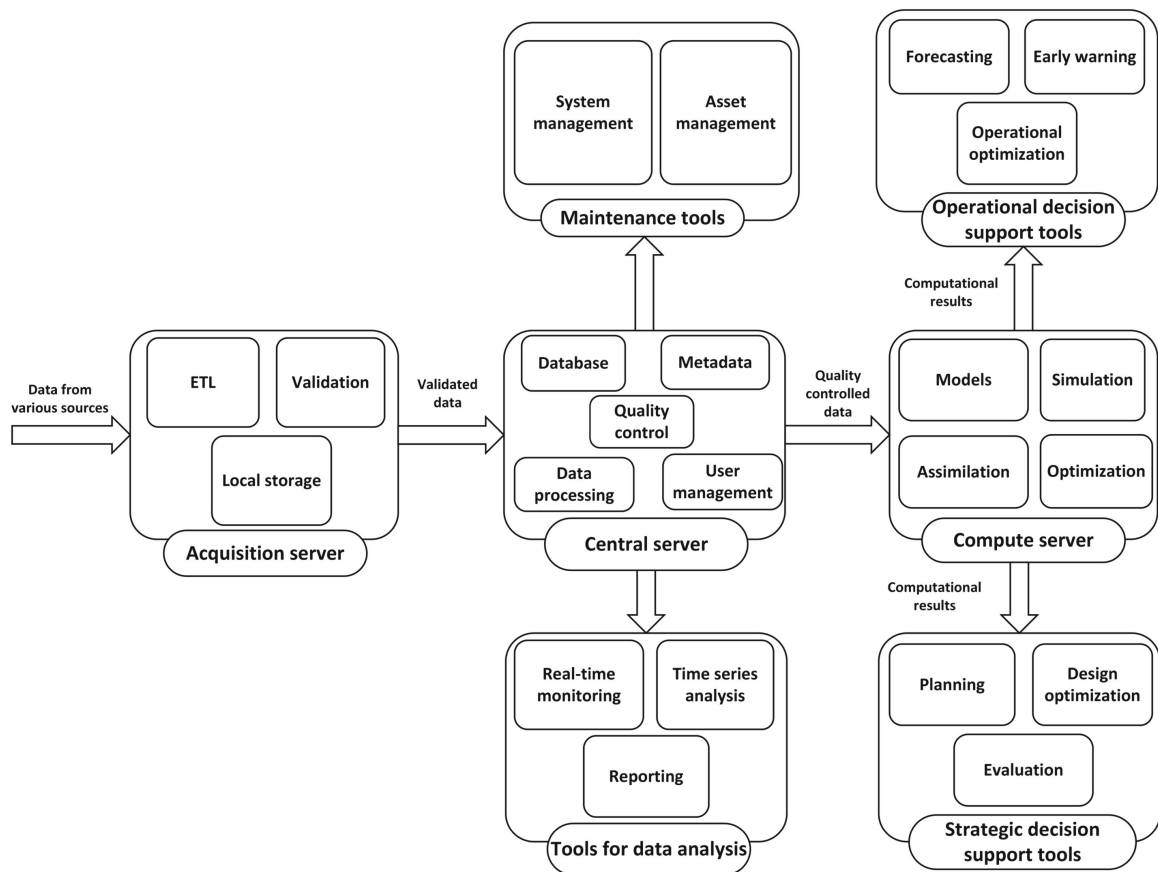 System
management
Asset
management
Maintenance tools
Forecasting
Early warning
Operational
optimization
Operational decision
support tools
Computational
results
Data from
various sources
ETL
Validation
Local storage
Acquisition server
Validated
data
Database
Metadata
Quality
control
Data
processing
User
management
Central server
Quality
controlled
data
Models
Simulation
Assimilation
Optimization
Compute server
Computational
results
Real-time
monitoring
Time series
analysis
Reporting
Tools for data analysis
Planning
Design
optimization
Evaluation
Strategic decision
support tools